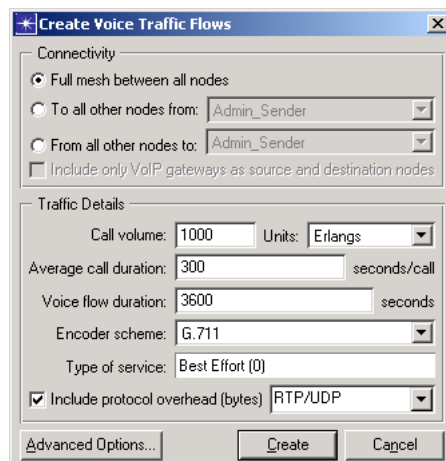 Create Voice Traffic Flows
Connectivity
Full mesh between all nodes
To all other nodes from: Admin_Sender
From all other nodes to: Admin_Sender
Include only VoIP gateways as source and destination nodes
Traffic Details
Call volume: 1000 Units: Erlangs
Average call duration: 300 seconds/call
Voice flow duration: 3600 seconds
Encoder scheme: G.711
Type of service: Best Effort (0)
Include protocol overhead (bytes) RTP/UDP
Advanced Options... Create Cancel